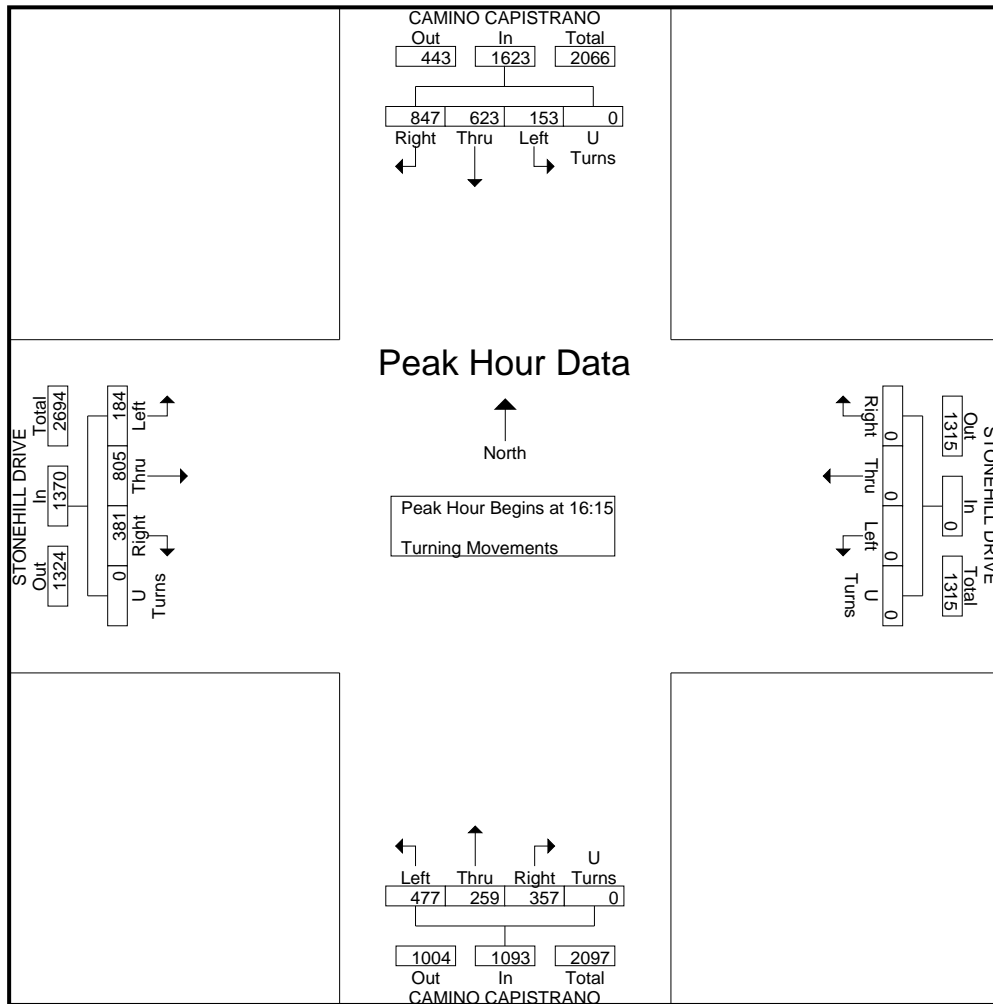 CAMINO CAPISTRANO
Out In Total
443 1623 2066
847 623 153 0
Right Thru Left U
Turns
Peak Hour Data
North
Peak Hour Begins at 16:15
Turning Movements
STONEHILL DRIVE
Total In Out
2694 1370 1324
184 805 381 0
Left Thru Right U
Turns
STONEHILL DRIVE
Out In Total
1315 0 1315
0 0 0 0
Right Thru Left U
Turns
U
Left Thru Right Turns
477 259 357 0
1004 1093 2097
Out In Total
CAMINO CAPISTRANO